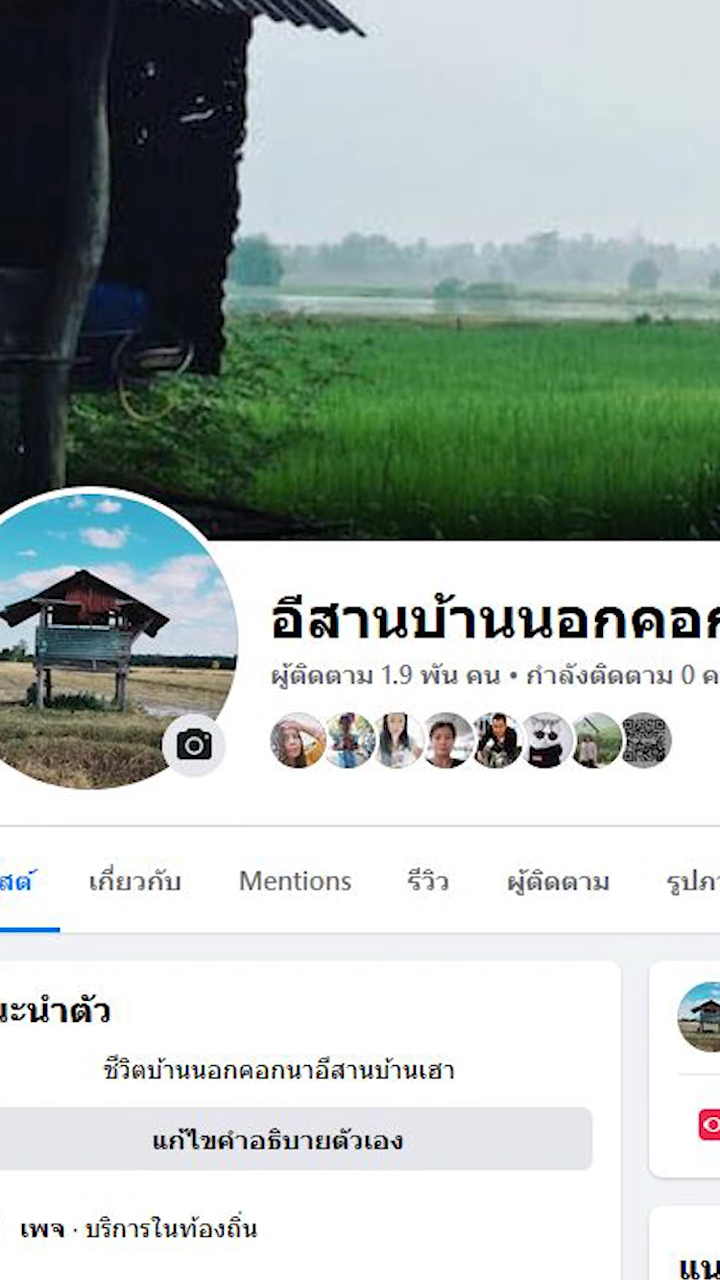 อีสานบ้านนอกคอก
ผู้ติดตาม 1.9 พัน คน • กำลังติดตาม 0 ค
สต์ เกี่ยวกับ Mentions รีวิว ผู้ติดตาม รูปภา
นะนำตัว
ชีวิตบ้านนอกคอกนาอีสานบ้านเฮา
แก้ไขคำอธิบายตัวเอง
เพจ · บริการในท้องถิ่น
แน